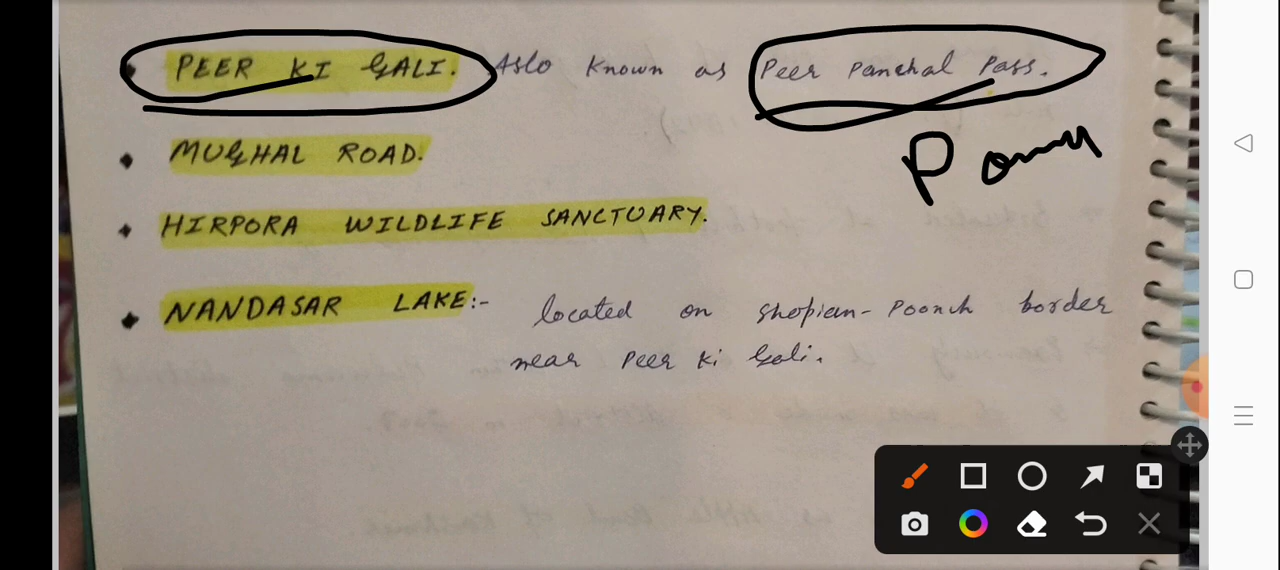 PEER KI GALI. Aslo known as Peer Panchal Pass.
MUGHAL ROAD.
HIRPORA WILDLIFE SANCTUARY.
NANDASAR LAKE:- located on Shopian-Poonch border
near Peer Ki Gali.